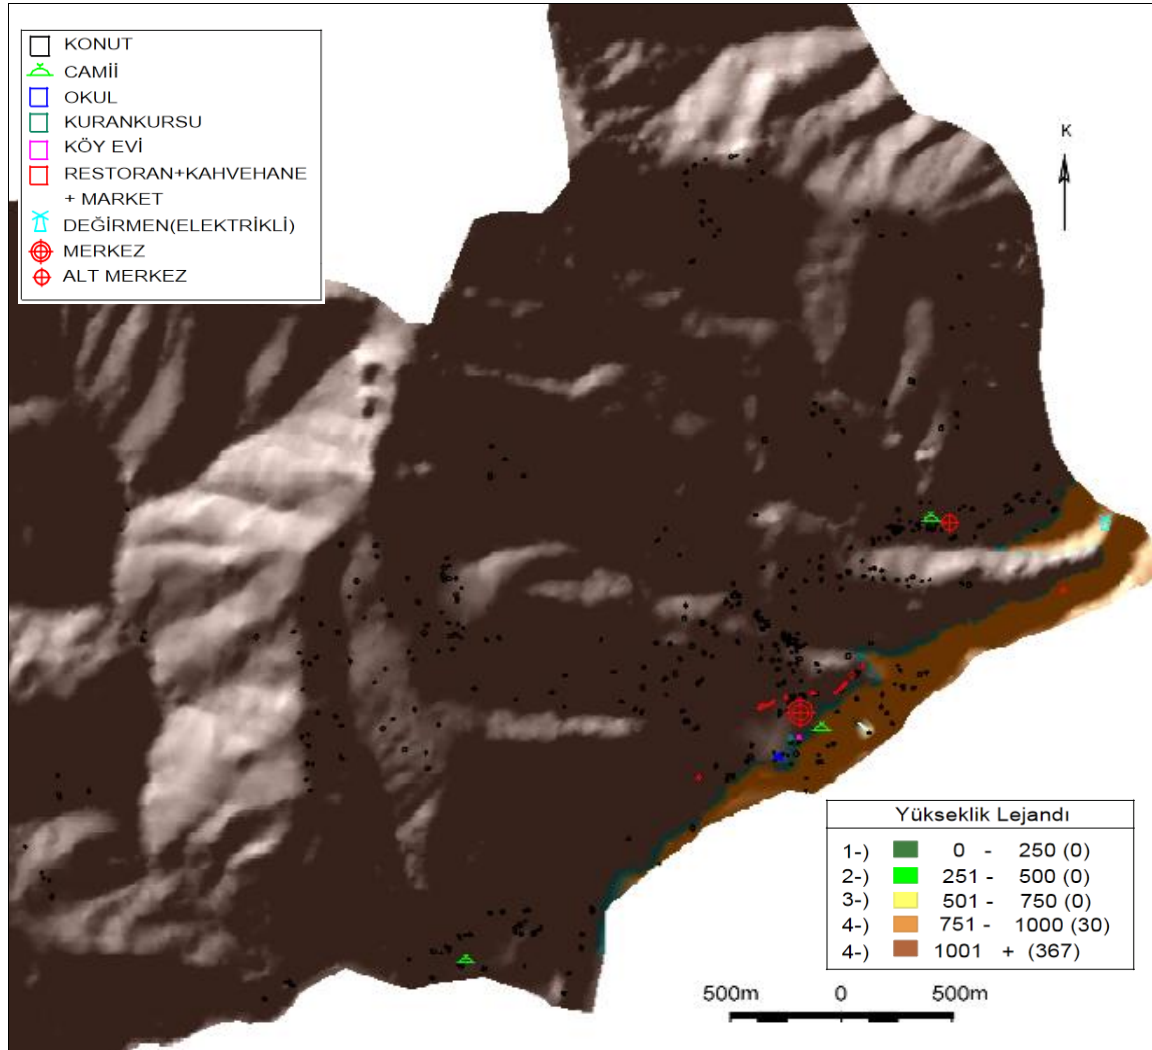 KONUT
CAMİİ
OKUL
KURANKURSU
KÖY EVİ
RESTORAN+KAHVEHANE
+ MARKET
DEĞİRMEN(ELEKTRİKLİ)
MERKEZ
ALT MERKEZ
K
Yükseklik Lejandı
1-) 0 - 250 (0)
2-) 251 - 500 (0)
3-) 501 - 750 (0)
4-) 751 - 1000 (30)
4-) 1001 + (367)
500m 0 500m